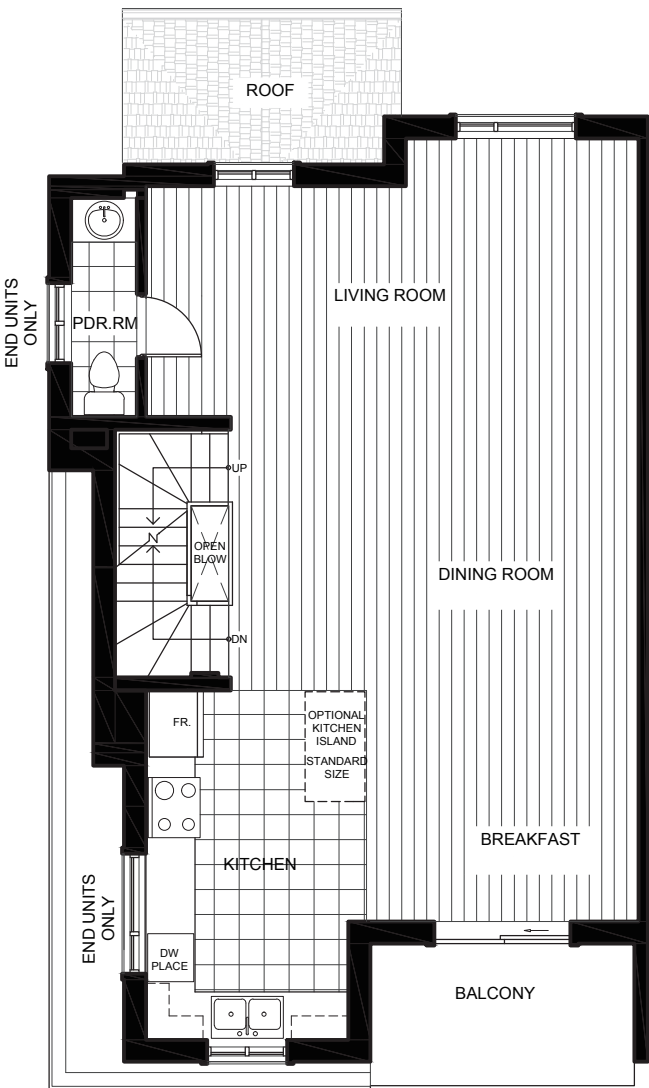 ROOF
LIVING ROOM
END UNITS
ONLY
PDR.RM
UP
N
OPEN
BLOW
DINING ROOM
DN
FR.
OPTIONAL
KITCHEN
ISLAND
STANDARD
SIZE
BREAKFAST
KITCHEN
END UNITS
ONLY
DW
PLACE
BALCONY